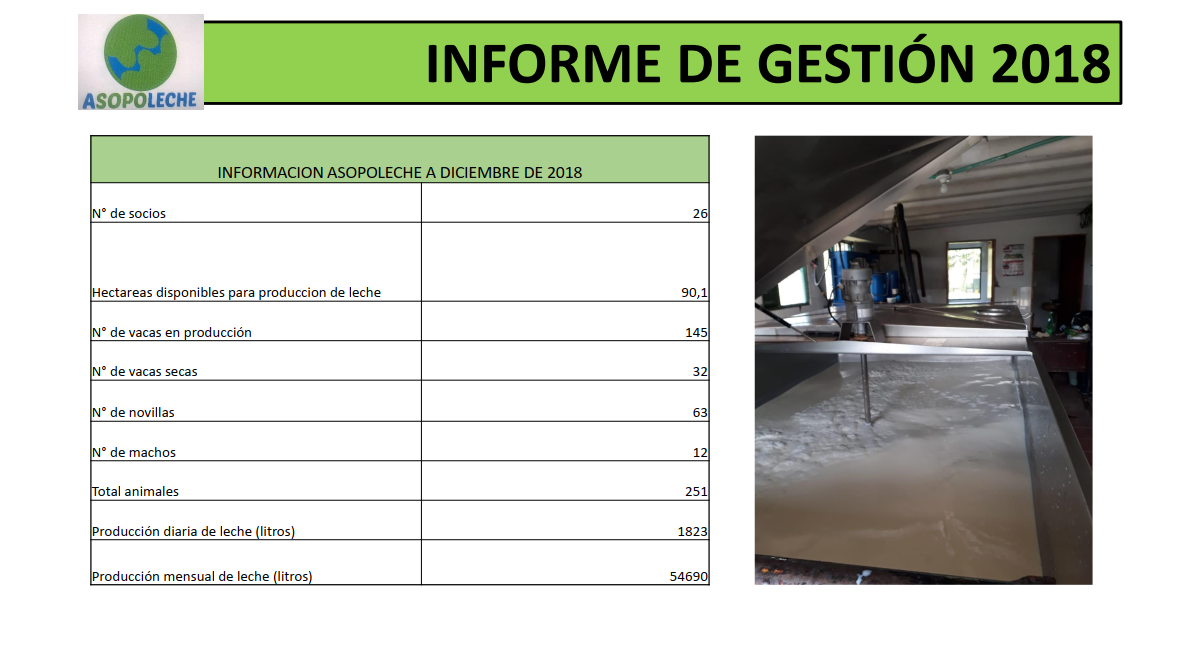 ASOPOLECHE
INFORME DE GESTIÓN 2018
INFORMACION ASOPOLECHE A DICIEMBRE DE 2018
N° de socios 26
Hectareas disponibles para produccion de leche 90,1
N° de vacas en producción 145
N° de vacas secas 32
N° de novillas 63
N° de machos 12
Total animales 251
Producción diaria de leche (litros) 1823
Producción mensual de leche (litros) 54690